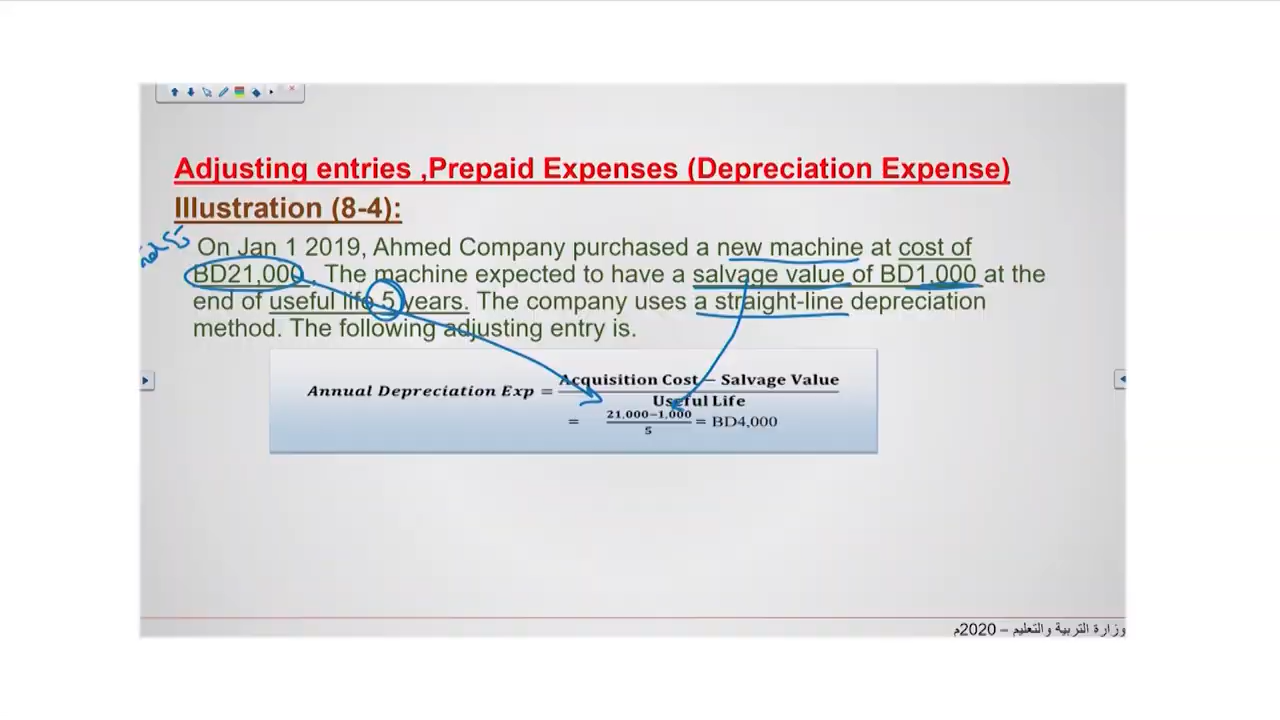 Adjusting entries ,Prepaid Expenses (Depreciation Expense)
Illustration (8-4):
On Jan 1 2019, Ahmed Company purchased a new machine at cost of
BD21,000. The machine expected to have a salvage value of BD1,000 at the
end of useful life 5 years. The company uses a straight-line depreciation
method. The following adjusting entry is.
Annual Depreciation Exp = Acquisition Cost − Salvage Value
Useful Life
= 21,000−1,000 = BD4,000
5
وزارة التربية والتعليم – 2020م